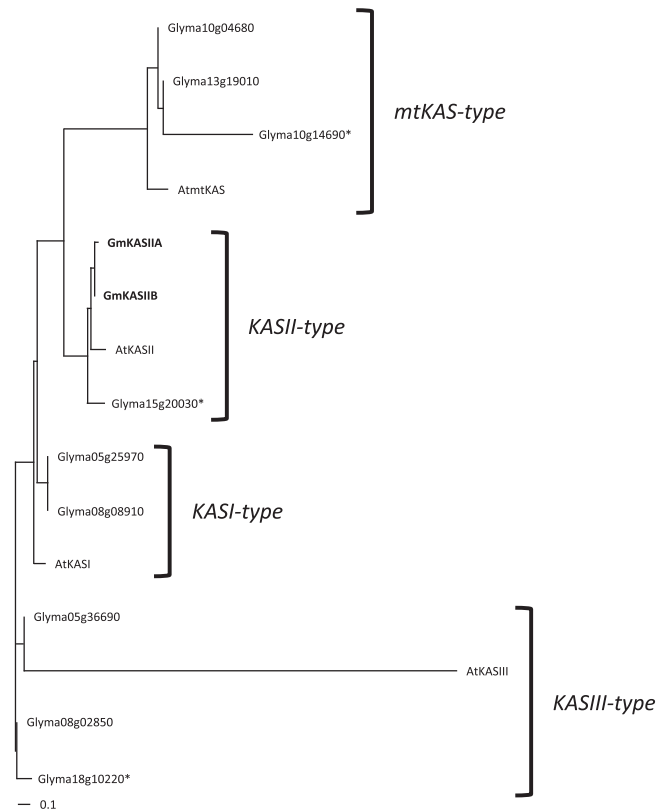 Glyma10g04680
Glyma13g19010
mtKAS-type
Glyma10g14690*
AtmtKAS
GmKASIIA
GmKASIIB
KASII-type
AtKASII
Glyma15g20030*
Glyma05g25970
Glyma08g08910
KASI-type
AtKASI
Glyma05g36690
AtKASIII
KASIII-type
Glyma08g02850
Glyma18g10220*
0.1